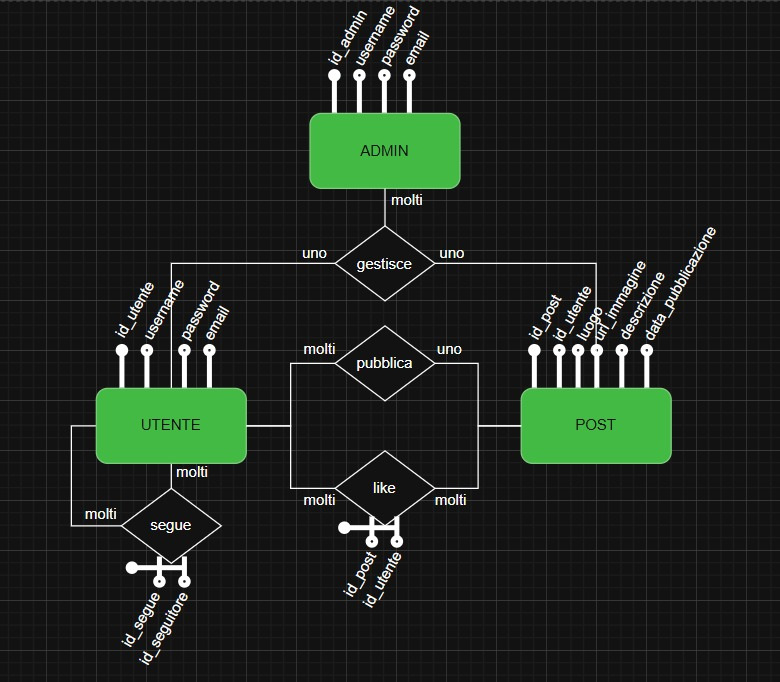 id_admin
username
password
email
ADMIN
molti
uno
gestisce
uno
id_utente
username
password
email
id_post
id_utente
luogo
url_immagine
descrizione
data_pubblicazione
molti
pubblica
uno
UTENTE
POST
molti
molti
segue
molti
like
molti
id_post
id_utente
id_segue
id_seguitore